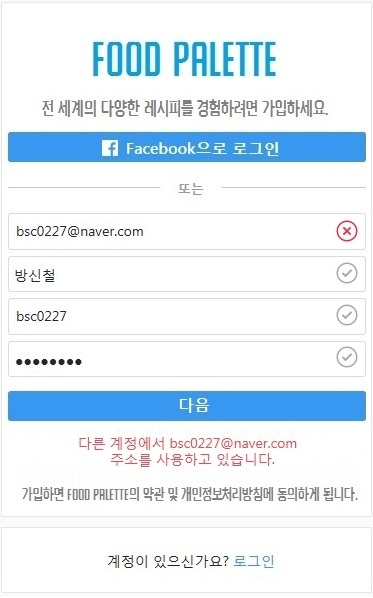 FOOD PALETTE
전 세계의 다양한 레시피를 경험하려면 가입하세요.
Facebook으로 로그인
또는
bsc0227@naver.com
방신철
bsc0227
●●●●●●●●
다음
다른 계정에서 bsc0227@naver.com
주소를 사용하고 있습니다.
가입하면 FOOD PALETTE의 약관 및 개인정보처리방침에 동의하게 됩니다.
계정이 있으신가요? 로그인